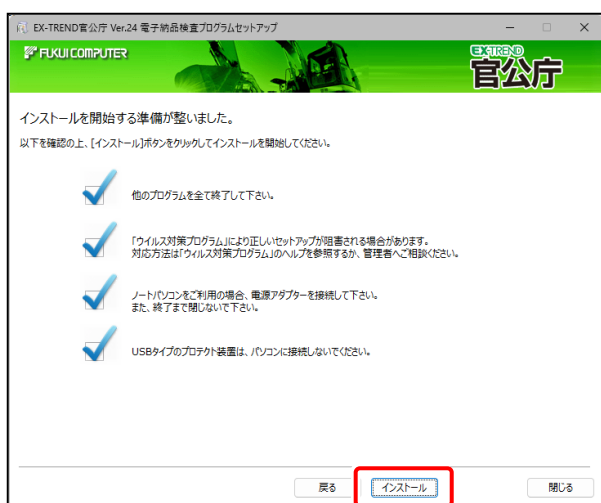 EX-TREND官公庁 Ver.24 電子納品検査プログラムセットアップ
FUKUI COMPUTER
EX-TREND
官公庁
インストールを開始する準備が整いました。
以下を確認の上、[インストール]ボタンをクリックしてインストールを開始してください。
他のプログラムを全て終了して下さい。
「ウイルス対策プログラム」により正しいセットアップが阻害される場合があります。
対応方法は「ウィルス対策プログラム」のヘルプを参照するか、管理者へご相談ください。
ノートパソコンをご利用の場合、電源アダプターを接続して下さい。
また、終了まで閉じないで下さい。
USBタイプのプロテクト装置は、パソコンに接続しないでください。
戻る
インストール
閉じる